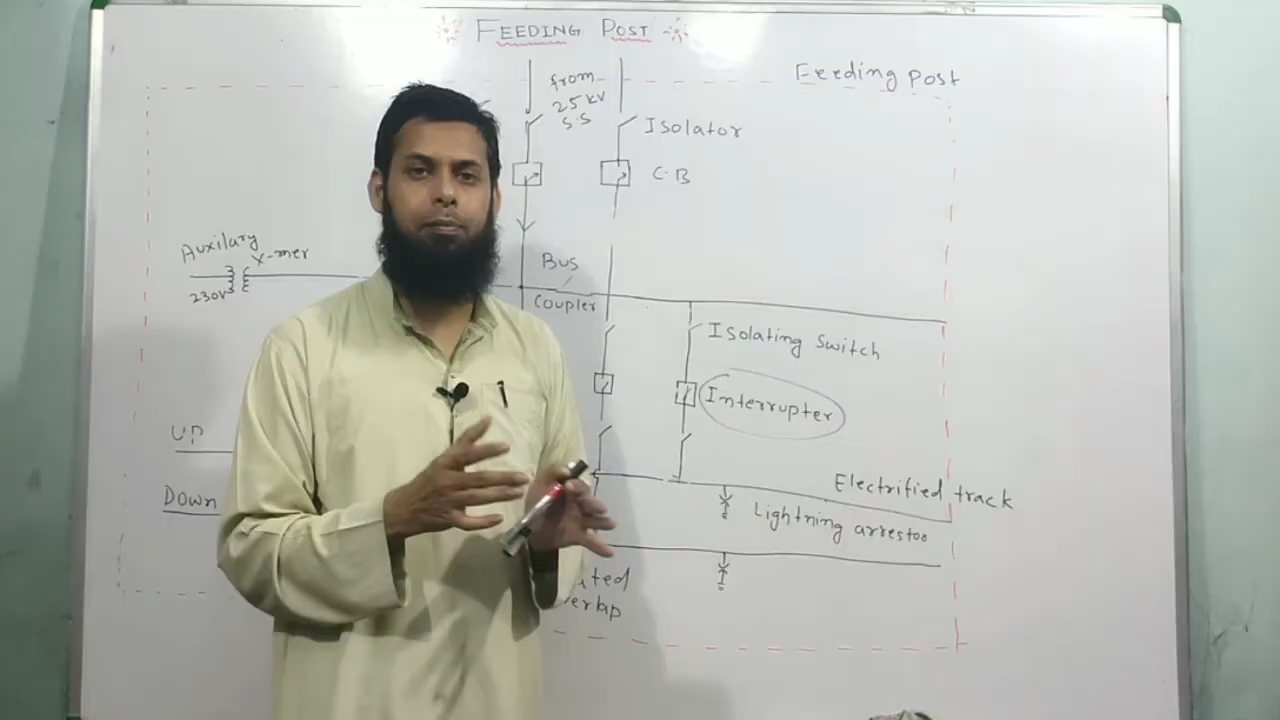 FEEDING POST
Feeding post
from
25 kV
S.S
Isolator
C.B
Auxilary
X-mer
230V
Bus
Coupler
Isolating switch
Interrupter
UP
Electrified track
Down
Lightning arrestor